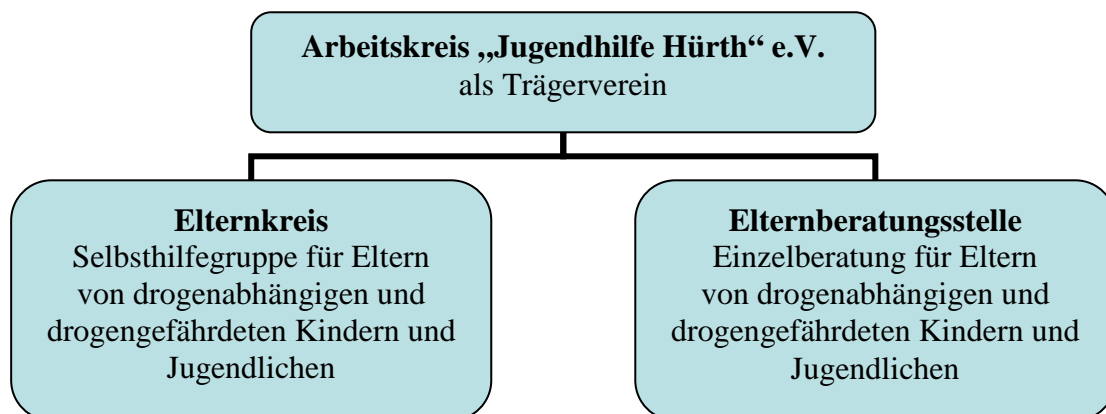 Arbeitskreis „Jugendhilfe Hürth“ e.V.
als Trägerverein
Elternkreis
Selbsthilfegruppe für Eltern
von drogenabhängigen und
drogengefährdeten Kindern und
Jugendlichen
Elternberatungsstelle
Einzelberatung für Eltern
von drogenabhängigen und
drogengefährdeten Kindern und
Jugendlichen